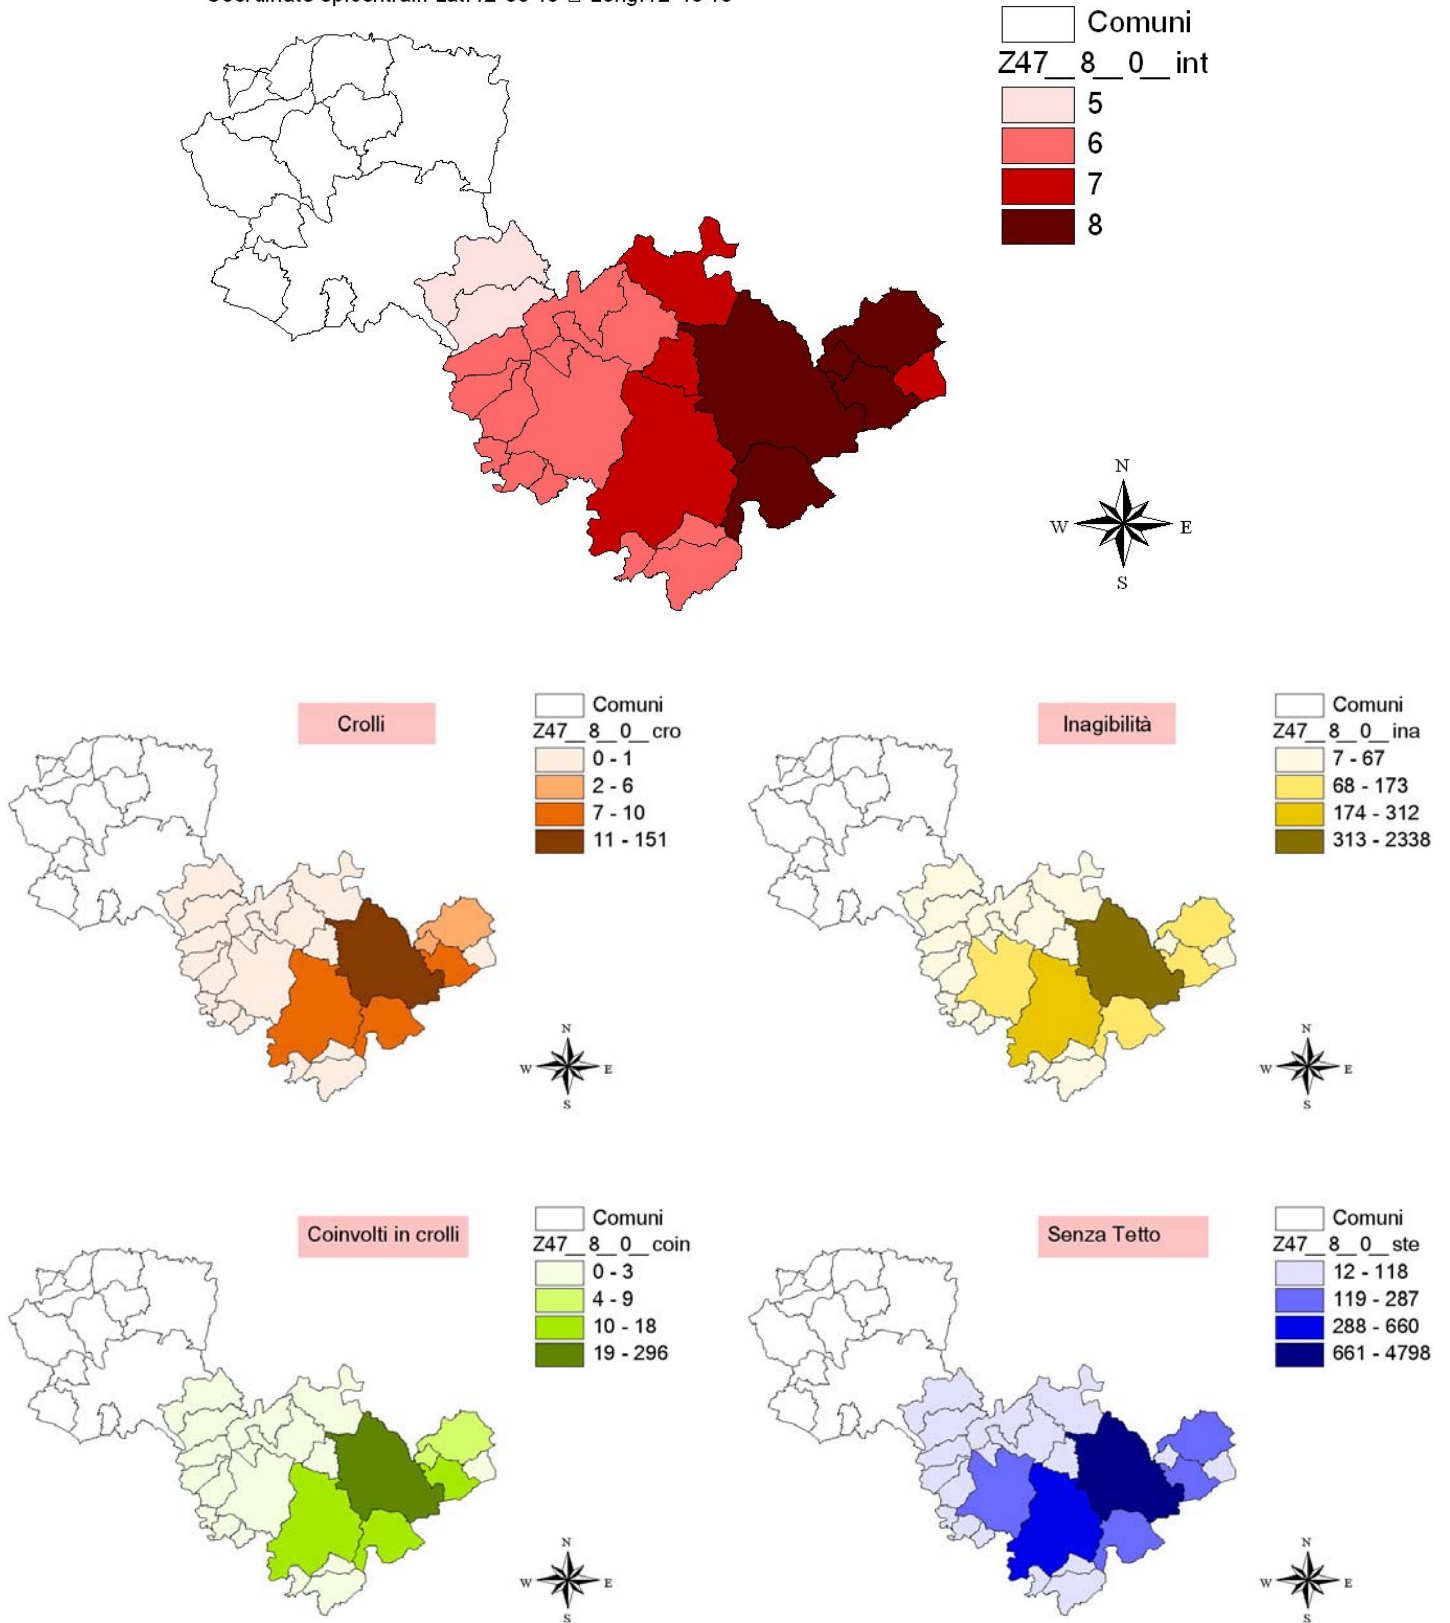 Comuni
Z47__8__0__int
5
6
7
8
N
W E
S
Crolli
Comuni
Z47__8__0__cro
0 - 1
2 - 6
7 - 10
11 - 151
N
W E
S
Inagibilità
Comuni
Z47__8__0__ina
7 - 67
68 - 173
174 - 312
313 - 2338
N
W E
S
Coinvolti in crolli
Comuni
Z47__8__0__coin
0 - 3
4 - 9
10 - 18
19 - 296
N
W E
S
Senza Tetto
Comuni
Z47__8__0__ste
12 - 118
119 - 287
288 - 660
661 - 4798
N
W E
S